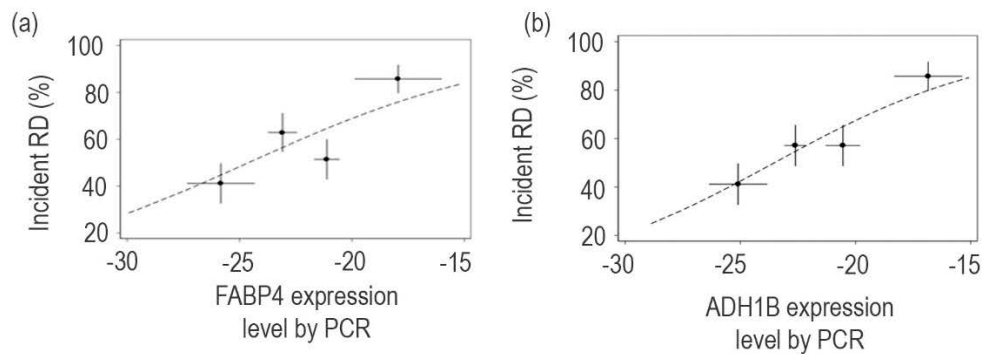 (a)
Incident RD (%)
100
80
60
40
20
-30
-25
-20
-15
FABP4 expression
level by PCR
(b)
Incident RD (%)
100
80
60
40
20
-30
-25
-20
-15
ADH1B expression
level by PCR